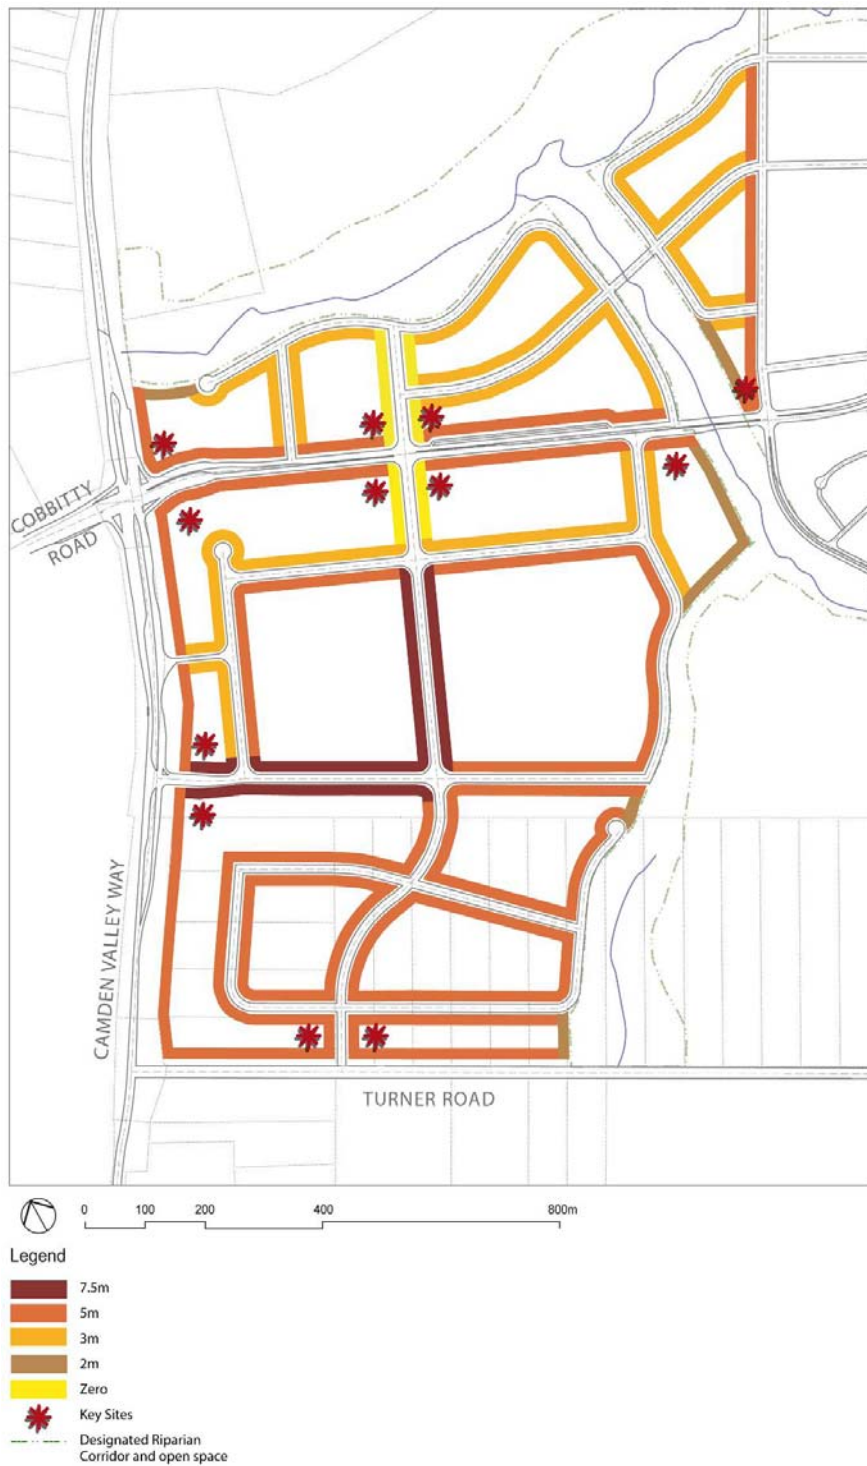 COBBITTY
ROAD
CAMDEN VALLEY WAY
TURNER ROAD
0 100 200 400 800m
Legend
7.5m
5m
3m
2m
Zero
Key Sites
Designated Riparian
Corridor and open space